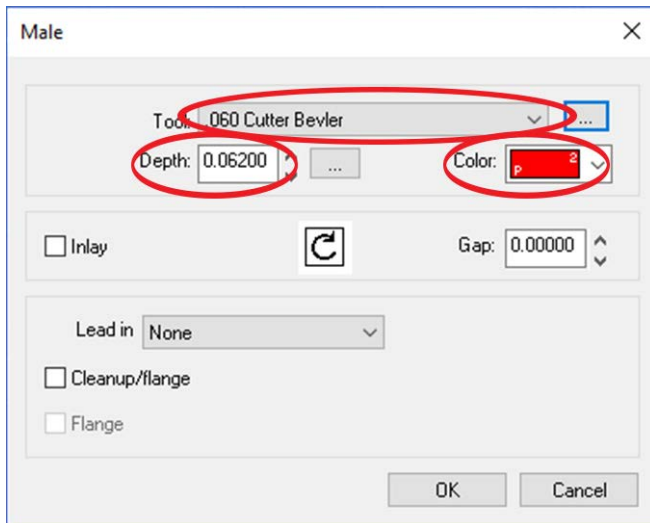 Male
Tool: .060 Cutter Bevler ...
Depth: 0.06200 ... Color: P 2
Inlay Gap: 0.00000
Lead in None
Cleanup/flange
Flange
OK Cancel